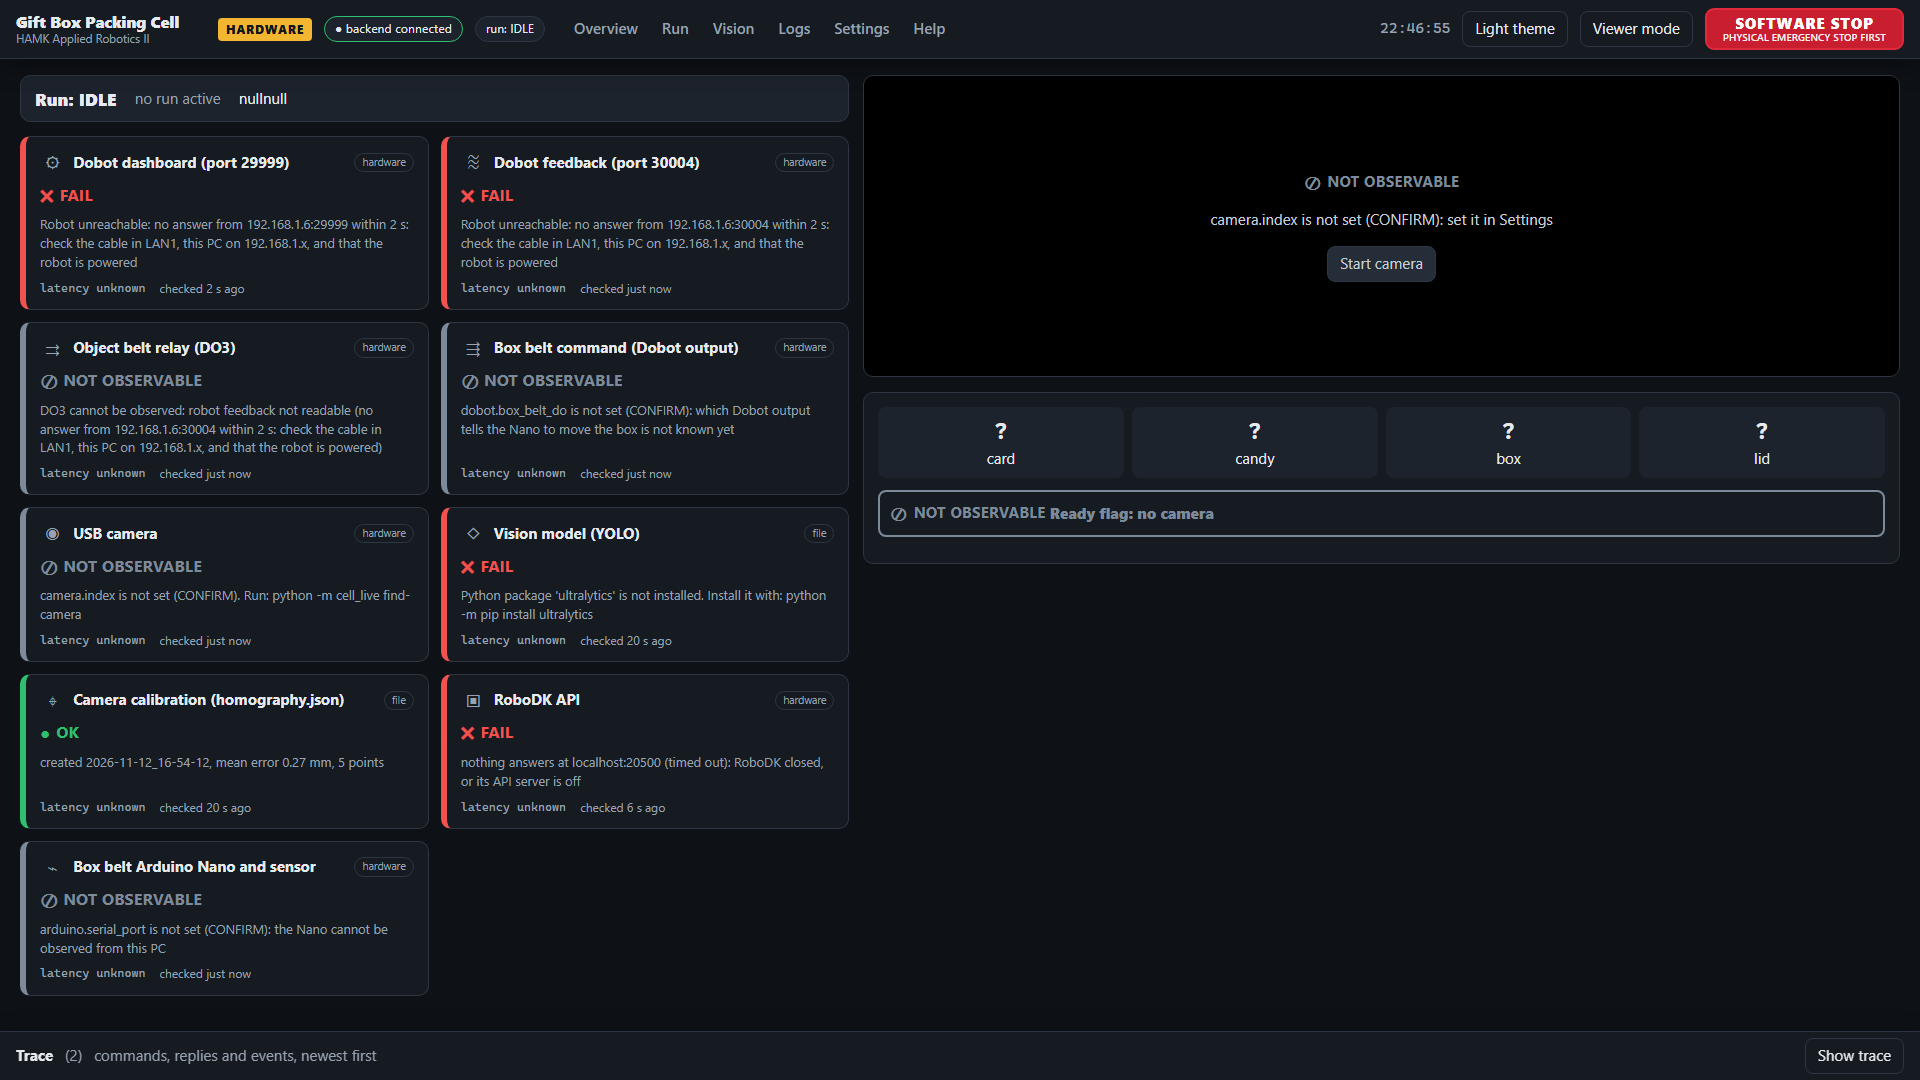 Gift Box Packing Cell
HAMK Applied Robotics II
HARDWARE
● backend connected
run: IDLE
Overview
Run
Vision
Logs
Settings
Help
22:46:55
Light theme
Viewer mode
SOFTWARE STOP
PHYSICAL EMERGENCY STOP FIRST
Run: IDLE no run active nullnull
Dobot dashboard (port 29999)
hardware
FAIL
Robot unreachable: no answer from 192.168.1.6:29999 within 2 s:
check the cable in LAN1, this PC on 192.168.1.x, and that the
robot is powered
latency unknown checked 2 s ago
Dobot feedback (port 30004)
hardware
FAIL
Robot unreachable: no answer from 192.168.1.6:30004 within 2 s:
check the cable in LAN1, this PC on 192.168.1.x, and that the
robot is powered
latency unknown checked just now
Object belt relay (DO3)
hardware
NOT OBSERVABLE
DO3 cannot be observed: robot feedback not readable (no
answer from 192.168.1.6:30004 within 2 s: check the cable in
LAN1, this PC on 192.168.1.x, and that the robot is powered)
latency unknown checked just now
Box belt command (Dobot output)
hardware
NOT OBSERVABLE
dobot.box_belt_do is not set (CONFIRM): which Dobot output
tells the Nano to move the box is not known yet
latency unknown checked just now
USB camera
hardware
NOT OBSERVABLE
camera.index is not set (CONFIRM). Run: python -m cell_live find-
camera
latency unknown checked just now
Vision model (YOLO)
file
FAIL
Python package 'ultralytics' is not installed. Install it with: python
-m pip install ultralytics
latency unknown checked 20 s ago
Camera calibration (homography.json)
file
OK
created 2026-11-12_16-54-12, mean error 0.27 mm, 5 points
latency unknown checked 20 s ago
RoboDK API
hardware
FAIL
nothing answers at localhost:20500 (timed out): RoboDK closed,
or its API server is off
latency unknown checked 6 s ago
Box belt Arduino Nano and sensor
hardware
NOT OBSERVABLE
arduino.serial_port is not set (CONFIRM): the Nano cannot be
observed from this PC
latency unknown checked just now
NOT OBSERVABLE
camera.index is not set (CONFIRM): set it in Settings
Start camera
?
card
?
candy
?
box
?
lid
NOT OBSERVABLE Ready flag: no camera
Trace (2) commands, replies and events, newest first
Show trace